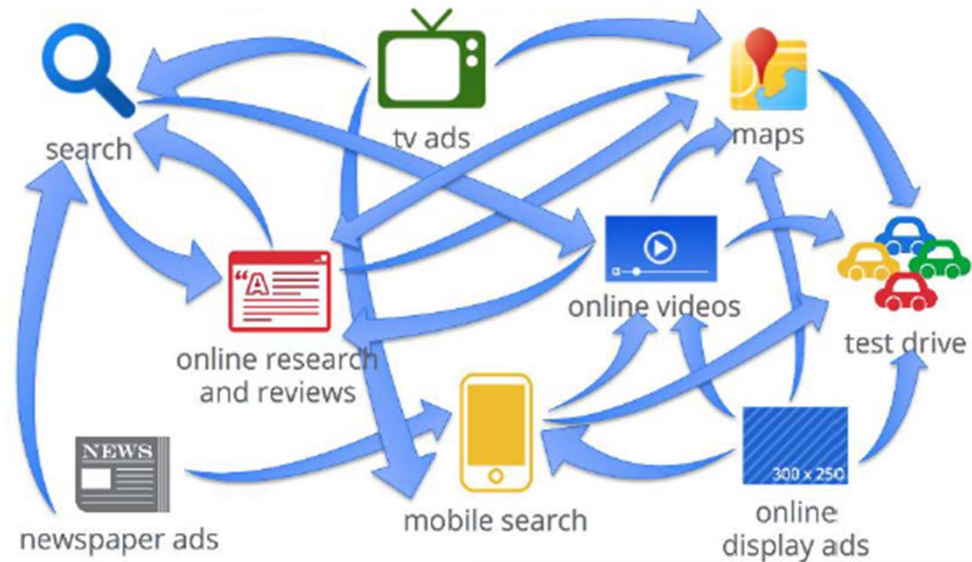 search
tv ads
maps
"A
online research
and reviews
online videos
test drive
NEWS
newspaper ads
mobile search
300 x 250
online
display ads